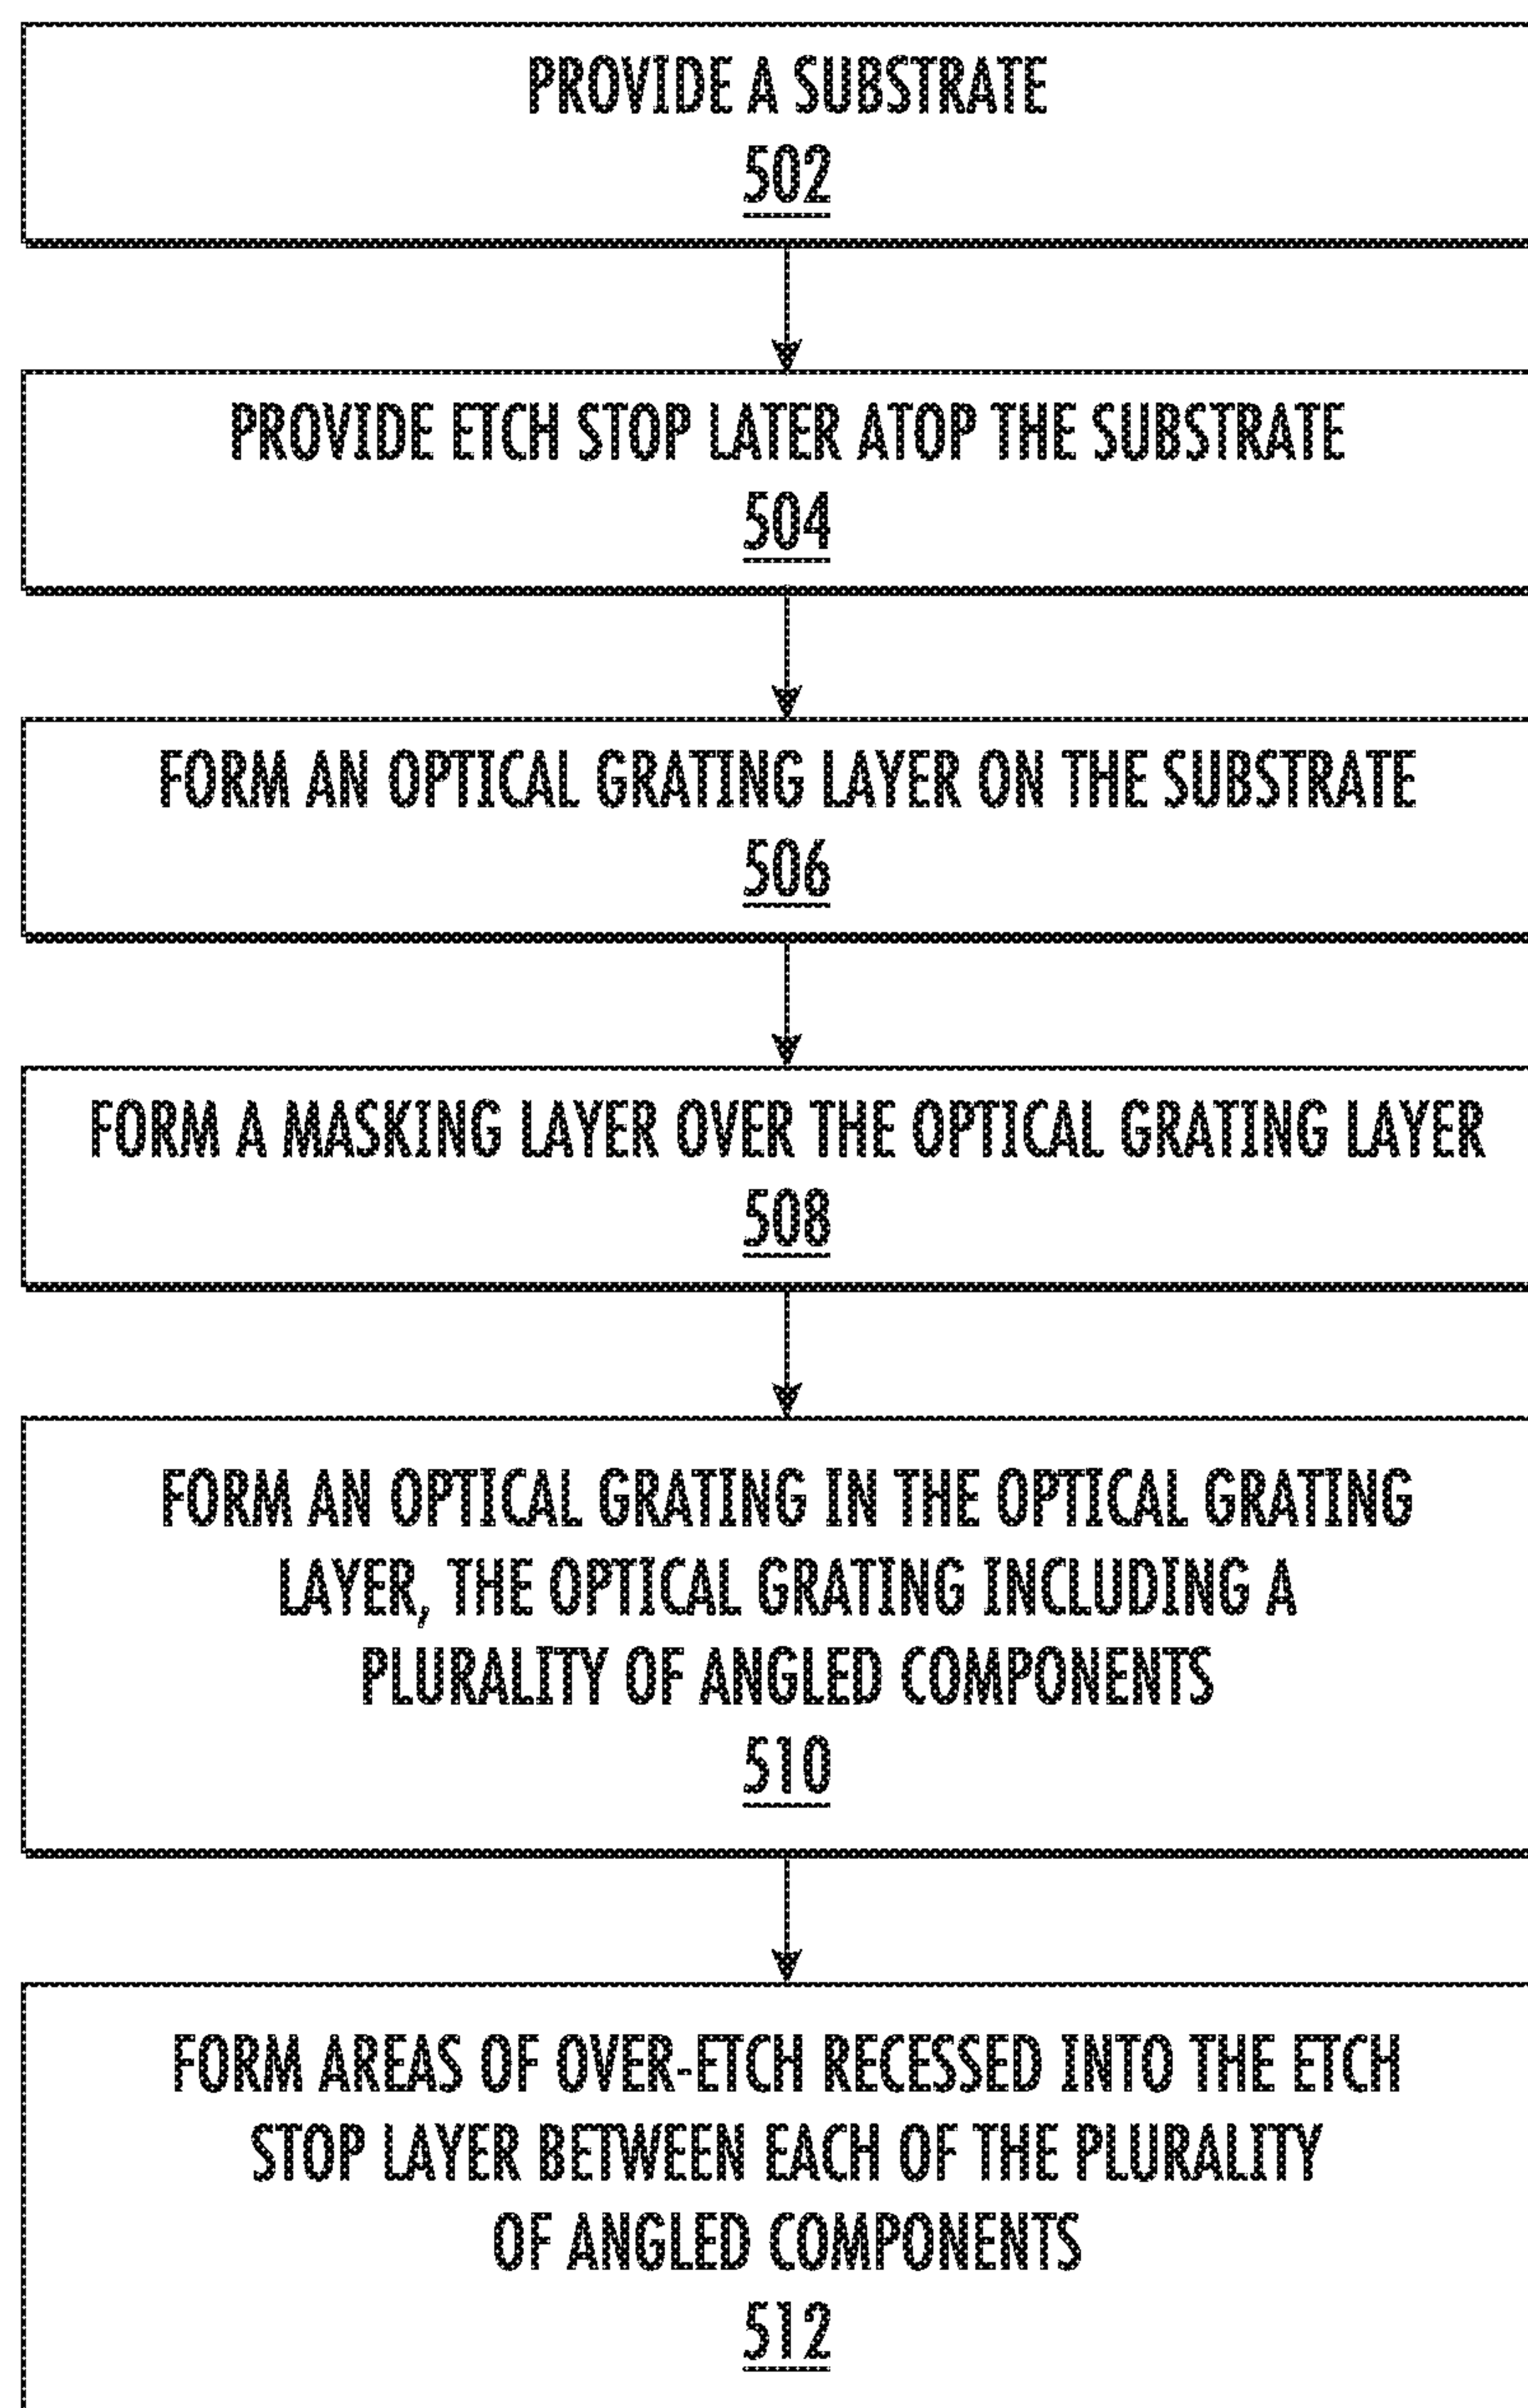 PROVIDE A SUBSTRATE
502
PROVIDE ETCH STOP LATER ATOP THE SUBSTRATE
504
FORM AN OPTICAL GRATING LAYER ON THE SUBSTRATE
506
FORM A MASKING LAYER OVER THE OPTICAL GRATING LAYER
508
FORM AN OPTICAL GRATING IN THE OPTICAL GRATING
LAYER, THE OPTICAL GRATING INCLUDING A
PLURALITY OF ANGLED COMPONENTS
510
FORM AREAS OF OVER-ETCH RECESSED INTO THE ETCH
STOP LAYER BETWEEN EACH OF THE PLURALITY
OF ANGLED COMPONENTS
512